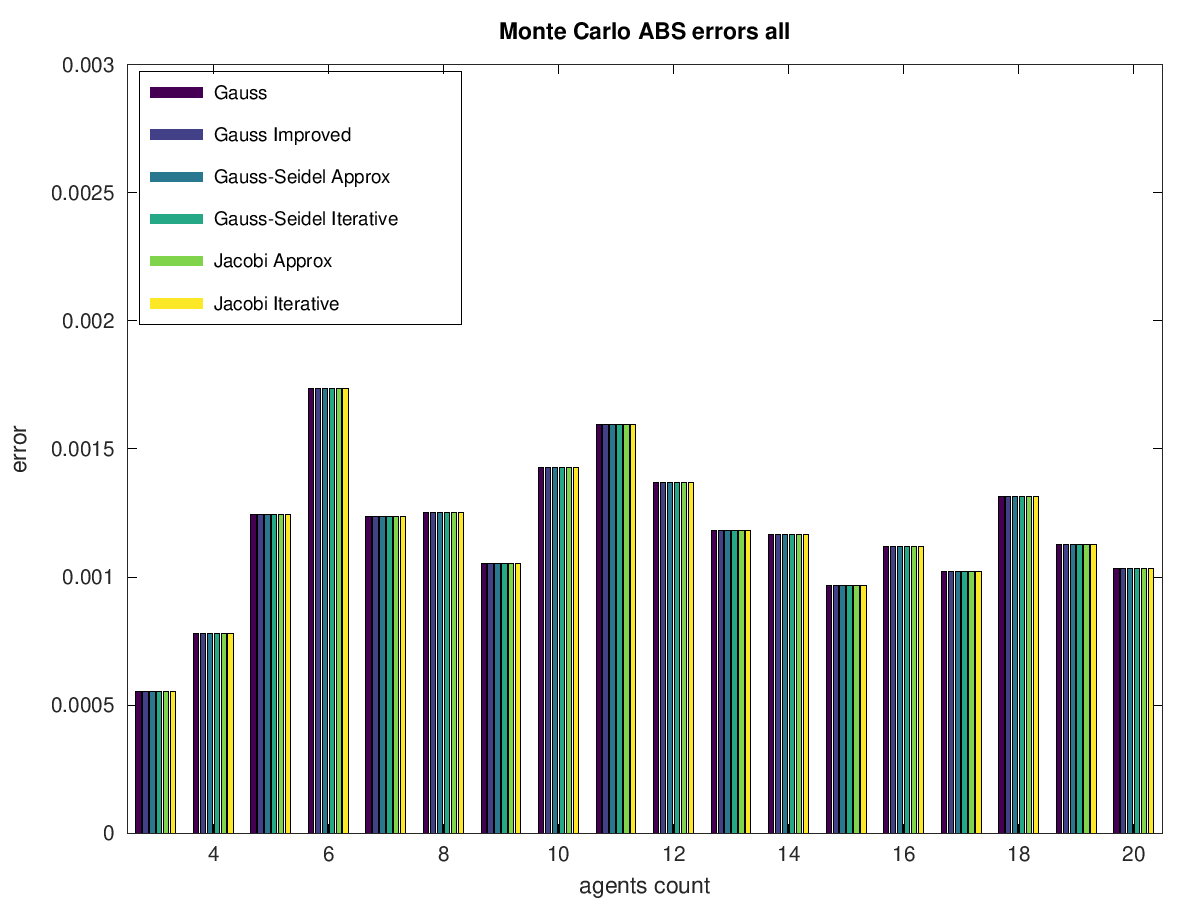 Monte Carlo ABS errors all
0.003
0.0025
0.002
0.0015
0.001
0.0005
0
error
Gauss
Gauss Improved
Gauss-Seidel Approx
Gauss-Seidel Iterative
Jacobi Approx
Jacobi Iterative
4 6 8 10 12 14 16 18 20
agents count